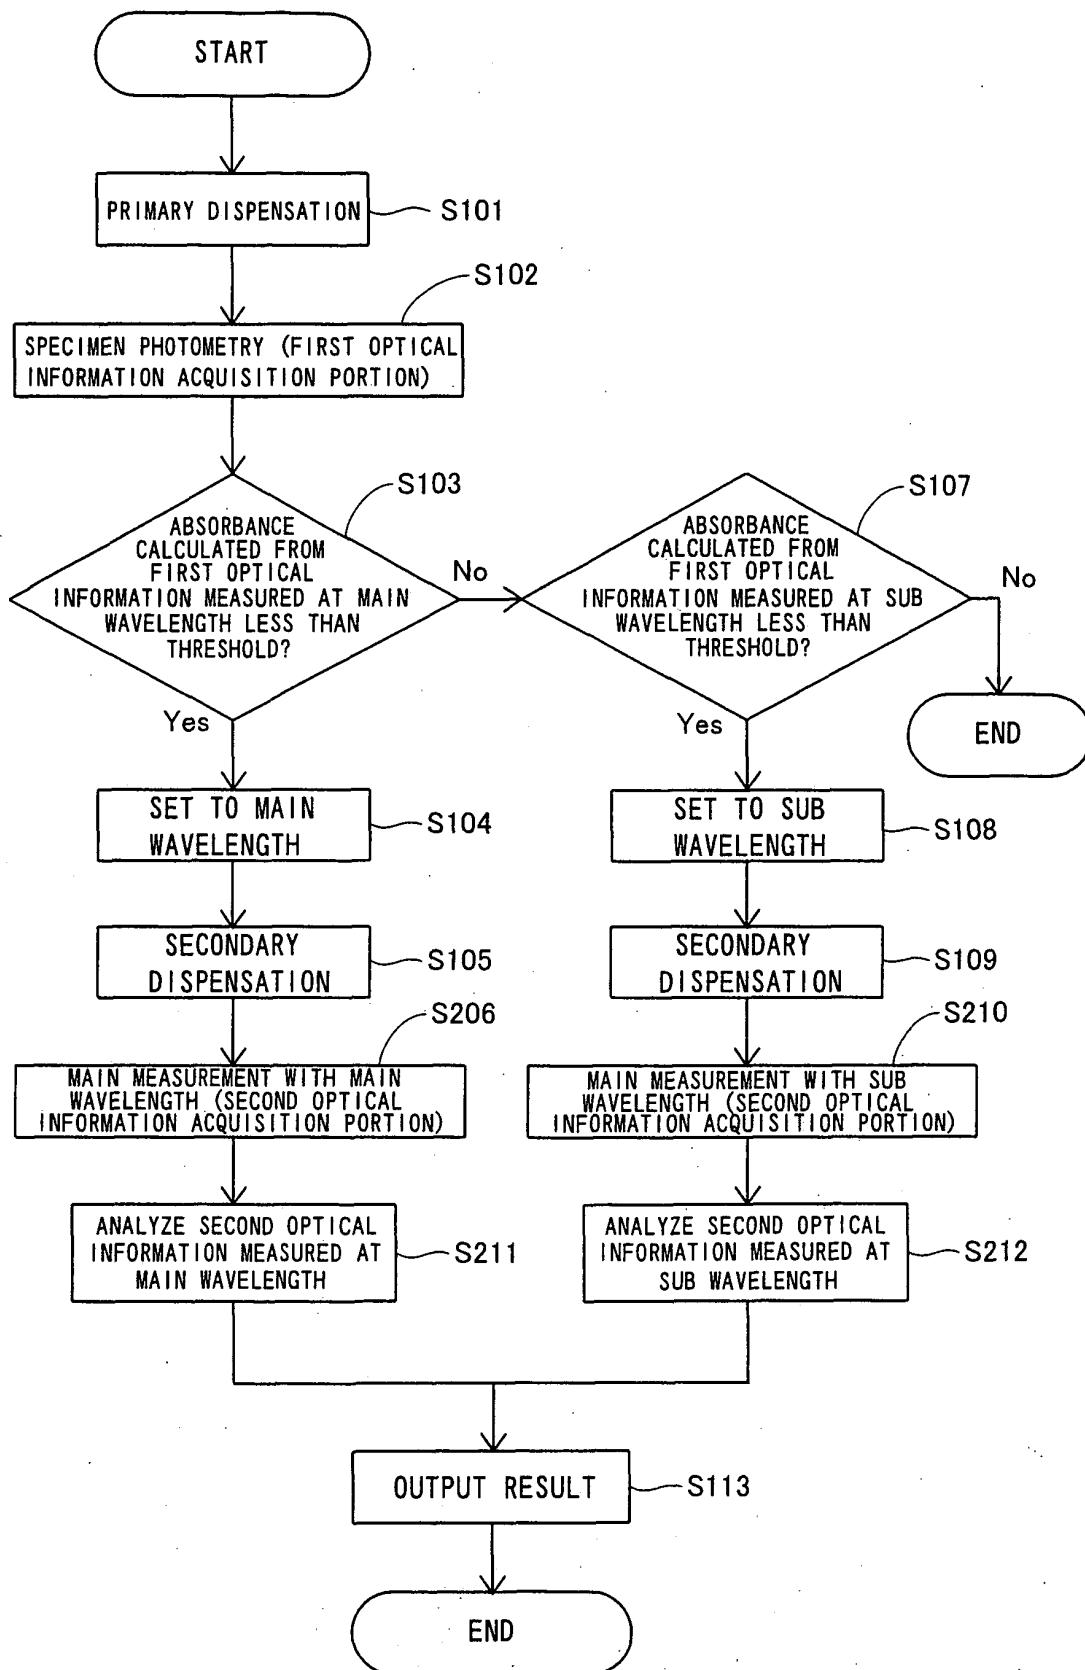 START
PRIMARY DISPENSATION
S101
S102
SPECIMEN PHOTOMETRY (FIRST OPTICAL
INFORMATION ACQUISITION PORTION)
S103
ABSORBANCE
CALCULATED FROM
FIRST OPTICAL
INFORMATION MEASURED AT MAIN
WAVELENGTH LESS THAN
THRESHOLD?
No
S107
ABSORBANCE
CALCULATED FROM
FIRST OPTICAL
INFORMATION MEASURED AT SUB
WAVELENGTH LESS THAN
THRESHOLD?
No
END
Yes
Yes
SET TO MAIN
WAVELENGTH
S104
SET TO SUB
WAVELENGTH
S108
SECONDARY
DISPENSATION
S105
SECONDARY
DISPENSATION
S109
S206
MAIN MEASUREMENT WITH MAIN
WAVELENGTH (SECOND OPTICAL
INFORMATION ACQUISITION PORTION)
S210
MAIN MEASUREMENT WITH SUB
WAVELENGTH (SECOND OPTICAL
INFORMATION ACQUISITION PORTION)
ANALYZE SECOND OPTICAL
INFORMATION MEASURED AT
MAIN WAVELENGTH
S211
ANALYZE SECOND OPTICAL
INFORMATION MEASURED AT
SUB WAVELENGTH
S212
OUTPUT RESULT
S113
END